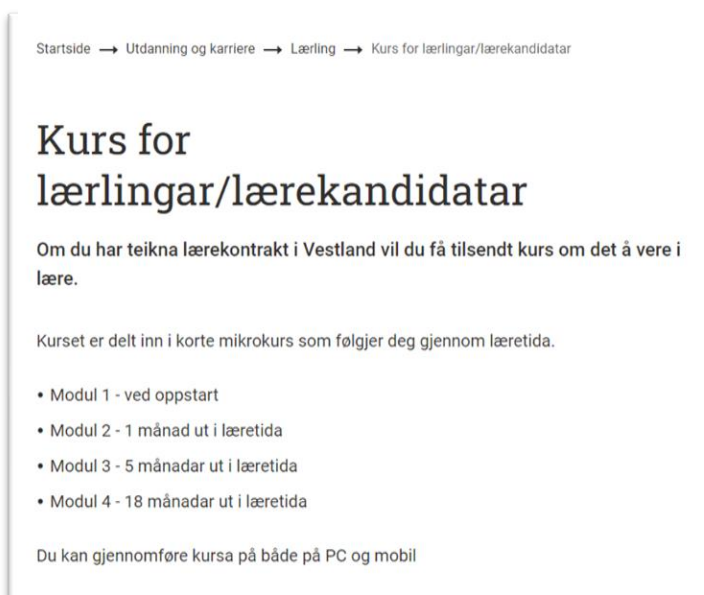 Startside → Utdanning og karriere → Lærling → Kurs for lærlingar/lærekandidatar
Kurs for
lærlingar/lærekandidatar
Om du har teikna lærekontrakt i Vestland vil du få tilsendt kurs om det å vere i
lære.
Kurset er delt inn i korte mikrokurs som følgjer deg gjennom læretida.
• Modul 1 - ved oppstart
• Modul 2 - 1 månad ut i læretida
• Modul 3 - 5 månadar ut i læretida
• Modul 4 - 18 månadar ut i læretida
Du kan gjennomføre kursa på både på PC og mobil